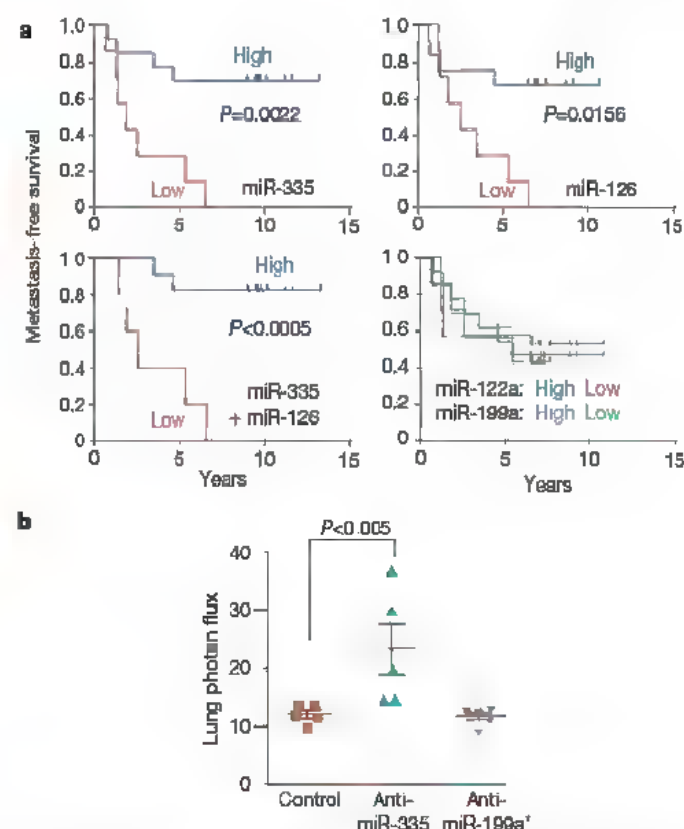 a
Metastasis-free survival
1.0
0.8
0.6
0.4
0.2
0
High
P=0.0022
Low
miR-335
0 5 10 15
1.0
0.8
0.6
0.4
0.2
0
High
P=0.0156
Low
miR-126
0 5 10 15
1.0
0.8
0.6
0.4
0.2
0
High
P<0.0005
miR-335
+ miR-126
Low
0 5 10 15
Years
1.0
0.8
0.6
0.4
0.2
0
miR-122a: High Low
miR-199a: High Low
0 5 10 15
Years
b
P<0.005
Lung photon flux
40
30
20
10
0
Control
Anti-
miR-335
Anti-
miR-199a*